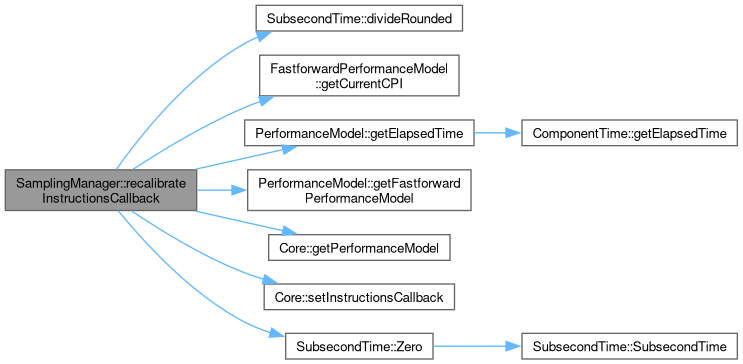 SubsecondTime::divideRounded
FastforwardPerformanceModel
::getCurrentCPI
PerformanceModel::getElapsedTime
ComponentTime::getElapsedTime
SamplingManager::recalibrate
InstructionsCallback
PerformanceModel::getFastforward
PerformanceModel
Core::getPerformanceModel
Core::setInstructionsCallback
SubsecondTime::Zero
SubsecondTime::SubsecondTime